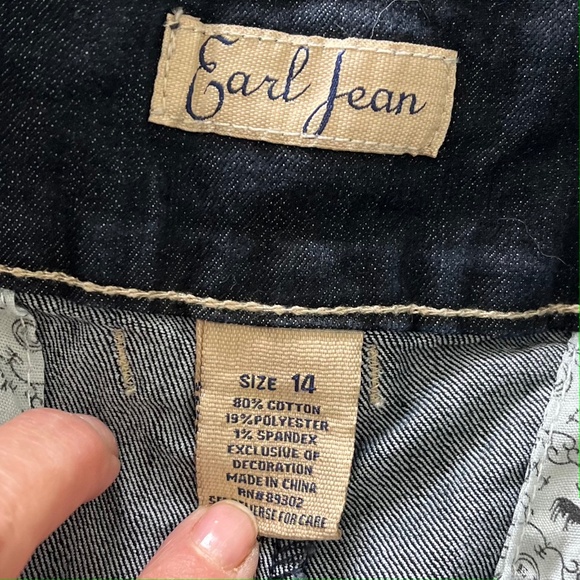 Earl Jean
SIZE 14
80% COTTON
19% POLYESTER
1% SPANDEX
EXCLUSIVE OF
DECORATION
MADE IN CHINA
RN#89302
FOR CARE